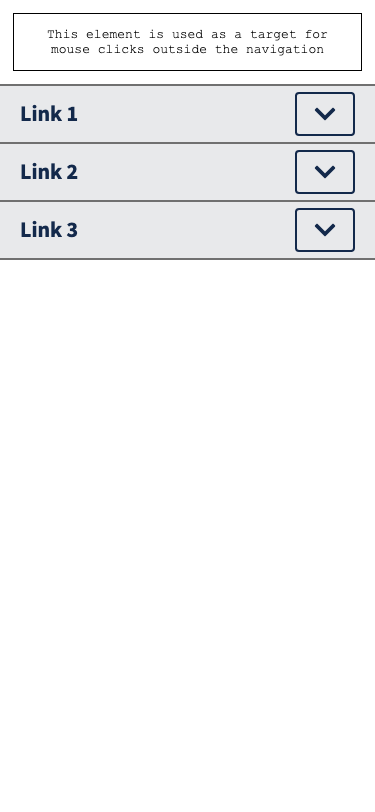 This element is used as a target for
mouse clicks outside the navigation
Link 1
Link 2
Link 3